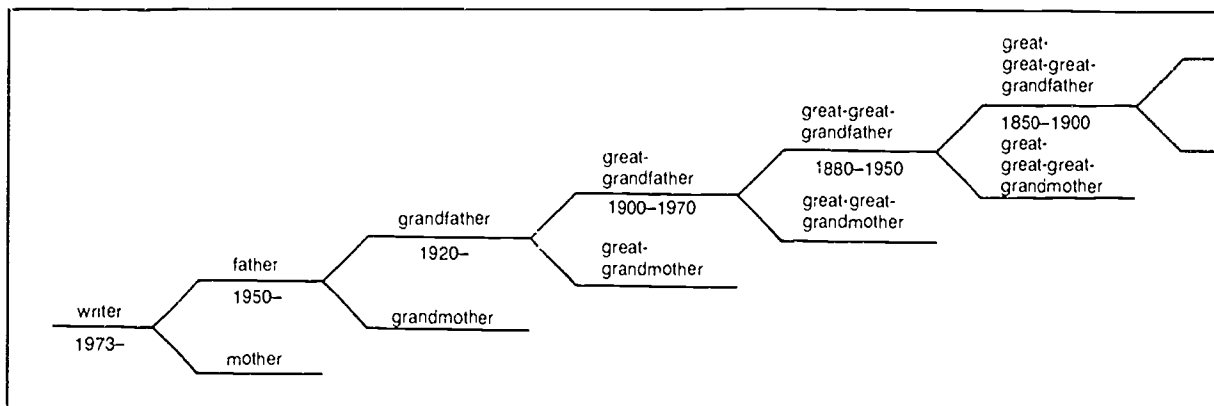 great-
great-great-
grandfather
1850–1900
great-
great-great-
grandmother
great-great-
grandfather
1880–1950
great-great-
grandmother
great-
grandfather
1900–1970
great-
grandmother
grandfather
1920–
grandmother
father
1950–
mother
writer
1973–